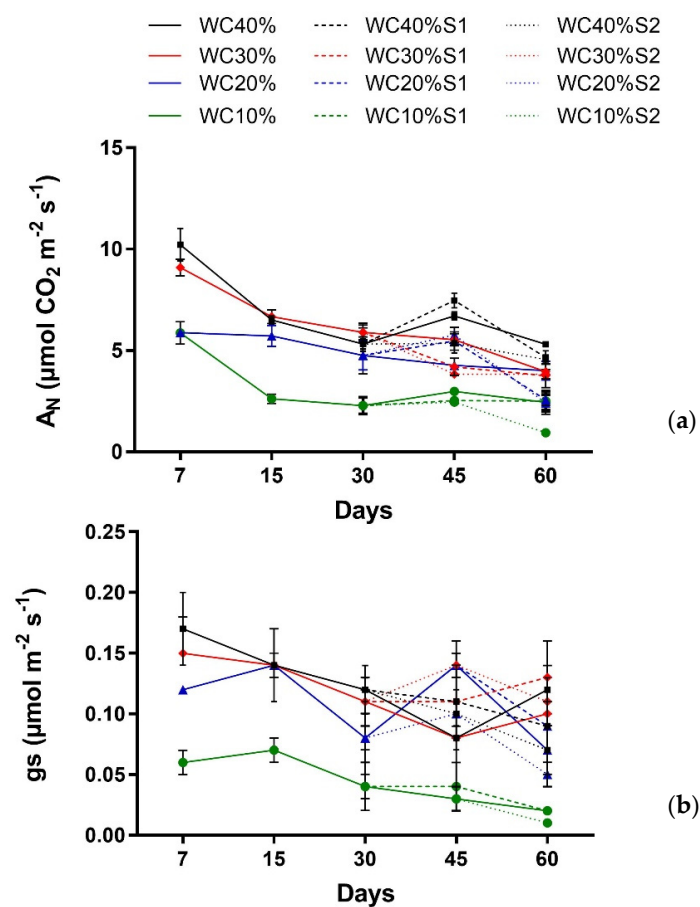 WC40% WC40%S1 WC40%S2
WC30% WC30%S1 WC30%S2
WC20% WC20%S1 WC20%S2
WC10% WC10%S1 WC10%S2
15
10
5
0
A_N (µmol CO₂ m⁻² s⁻¹)
7 15 30 45 60
Days
(a)
0.25
0.20
0.15
0.10
0.05
0.00
gs (µmol m⁻² s⁻¹)
7 15 30 45 60
Days
(b)